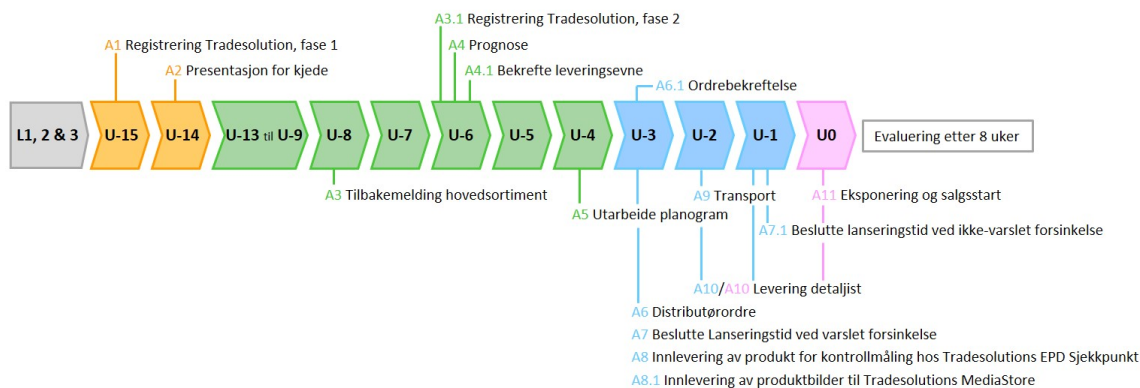 A3.1 Registrering Tradesolution, fase 2
A1 Registrering Tradesolution, fase 1
A4 Prognose
A2 Presentasjon for kjede
A4.1 Bekrefte leveringsevne
A6.1 Ordrebekreftelse
L1, 2 & 3
U-15
U-14
U-13 til U-9
U-8
U-7
U-6
U-5
U-4
U-3
U-2
U-1
U0
Evaluering etter 8 uker
A3 Tilbakemelding hovedsortiment
A9 Transport
A11 Eksponering og salgsstart
A5 Utarbeide planogram
A7.1 Beslutte lanseringstid ved ikke-varslet forsinkelse
A10/A10 Levering detaljist
A6 Distributørordre
A7 Beslutte Lanseringstid ved varslet forsinkelse
A8 Innlevering av produkt for kontrollmåling hos Tradesolutions EPD Sjekkpunkt
A8.1 Innlevering av produktbilder til Tradesolutions MediaStore